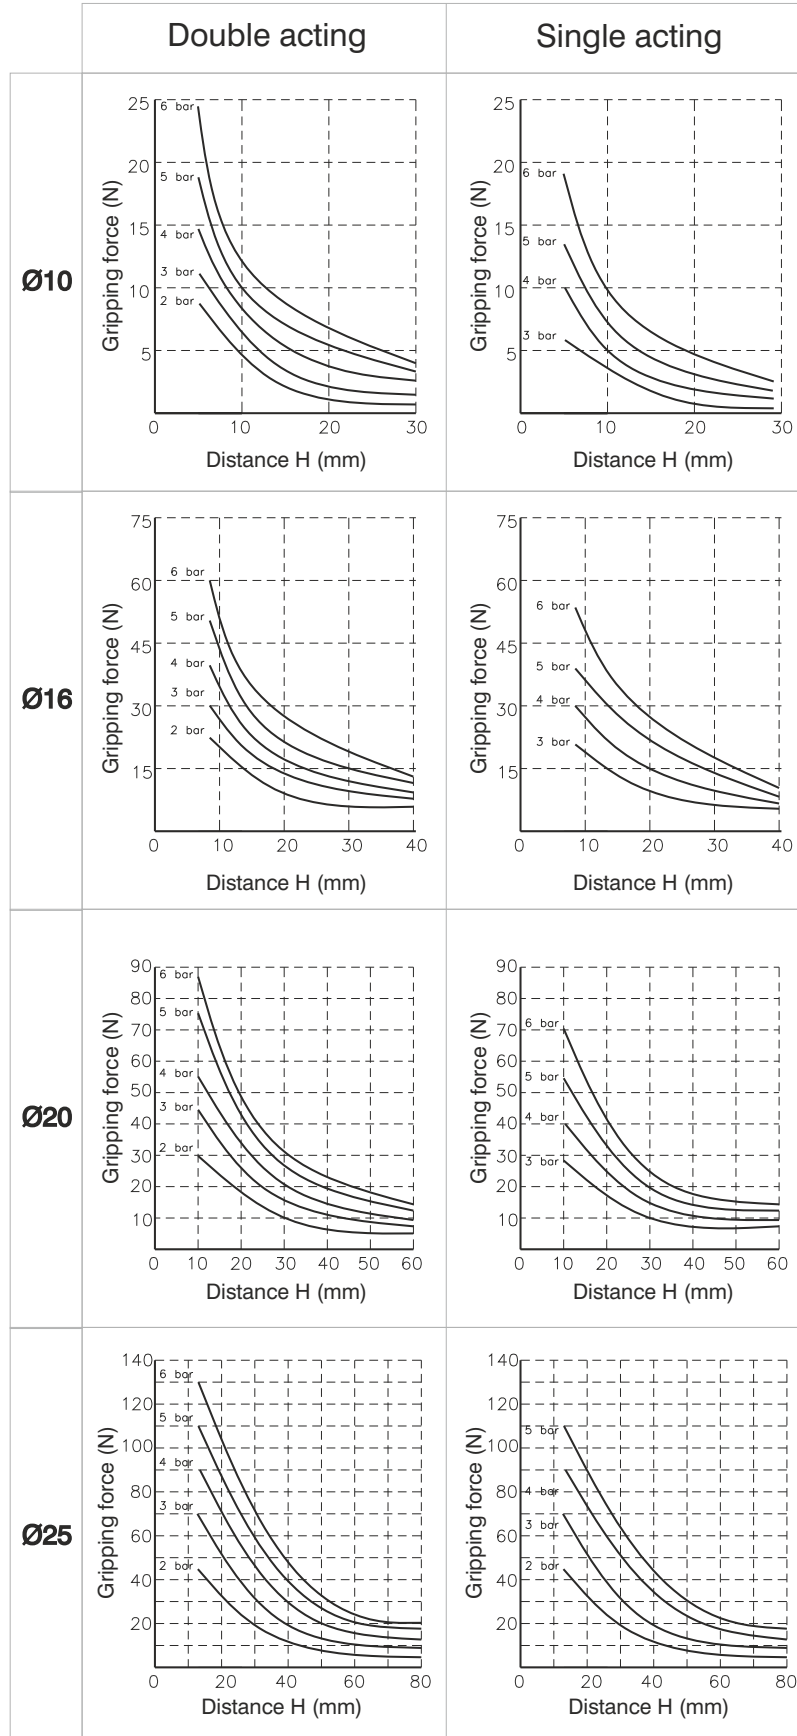 Double acting
Single acting
Ø10
Gripping force (N)
25
20
15
10
5
6 bar
5 bar
4 bar
3 bar
2 bar
0 10 20 30
Distance H (mm)
Gripping force (N)
25
20
15
10
5
6 bar
5 bar
4 bar
3 bar
0 10 20 30
Distance H (mm)
Ø16
Gripping force (N)
75
60
45
30
15
6 bar
5 bar
4 bar
3 bar
2 bar
0 10 20 30 40
Distance H (mm)
Gripping force (N)
75
60
45
30
15
6 bar
5 bar
4 bar
3 bar
0 10 20 30 40
Distance H (mm)
Ø20
Gripping force (N)
90
80
70
60
50
40
30
20
10
6 bar
5 bar
4 bar
3 bar
2 bar
0 10 20 30 40 50 60
Distance H (mm)
Gripping force (N)
90
80
70
60
50
40
30
20
10
6 bar
5 bar
4 bar
3 bar
0 10 20 30 40 50 60
Distance H (mm)
Ø25
Gripping force (N)
140
120
100
80
60
40
20
6 bar
5 bar
4 bar
3 bar
2 bar
0 20 40 60 80
Distance H (mm)
Gripping force (N)
140
120
100
80
60
40
20
5 bar
4 bar
3 bar
2 bar
0 20 40 60 80
Distance H (mm)